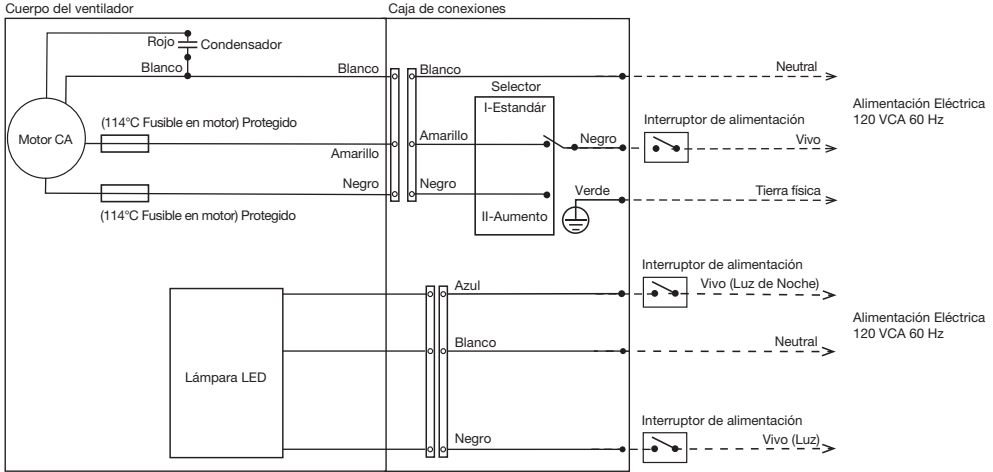 Cuerpo del ventilador
Caja de conexiones
Rojo
Condensador
Blanco
Blanco
Blanco
Neutral
Selector
I-Estandár
Alimentación Eléctrica
120 VCA 60 Hz
(114°C Fusible en motor) Protegido
Interruptor de alimentación
Motor CA
Amarillo
Amarillo
Negro
Vivo
Negro
Negro
Verde
Tierra física
(114°C Fusible en motor) Protegido
II-Aumento
Interruptor de alimentación
Azul
Vivo (Luz de Noche)
Alimentación Eléctrica
120 VCA 60 Hz
Blanco
Neutral
Lámpara LED
Interruptor de alimentación
Negro
Vivo (Luz)